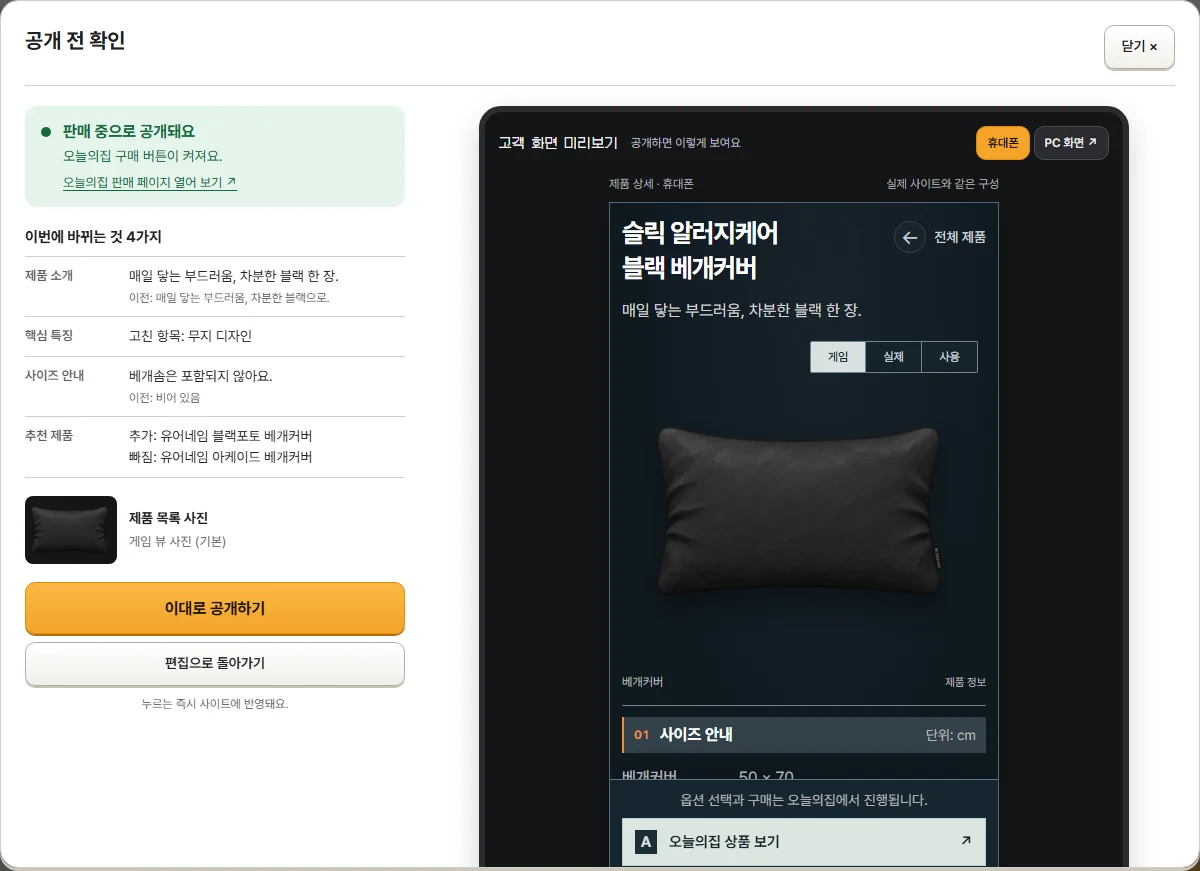 공개 전 확인
닫기 ×
판매 중으로 공개돼요
오늘의집 구매 버튼이 켜져요.
오늘의집 판매 페이지 열어 보기 ↗
이번에 바뀌는 것 4가지
제품 소개
매일 닿는 부드러움, 차분한 블랙 한 장.
이전: 매일 닿는 부드러움, 차분한 블랙으로.
핵심 특징
고친 항목: 무지 디자인
사이즈 안내
베개솜은 포함되지 않아요.
이전: 비어 있음
추천 제품
추가: 유어네임 블랙포토 베개커버
빠짐: 유어네임 아케이드 베개커버
제품 목록 사진
게임 뷰 사진 (기본)
이대로 공개하기
편집으로 돌아가기
누르는 즉시 사이트에 반영돼요.
고객 화면 미리보기 공개하면 이렇게 보여요
휴대폰
PC 화면 ↗
제품 상세 · 휴대폰
실제 사이트와 같은 구성
슬릭 알러지케어
블랙 베개커버
← 전체 제품
매일 닿는 부드러움, 차분한 블랙 한 장.
게임 실제 사용
베개커버
제품 정보
01 사이즈 안내
단위: cm
베개커버 50 × 70
옵션 선택과 구매는 오늘의집에서 진행됩니다.
A 오늘의집 상품 보기 ↗